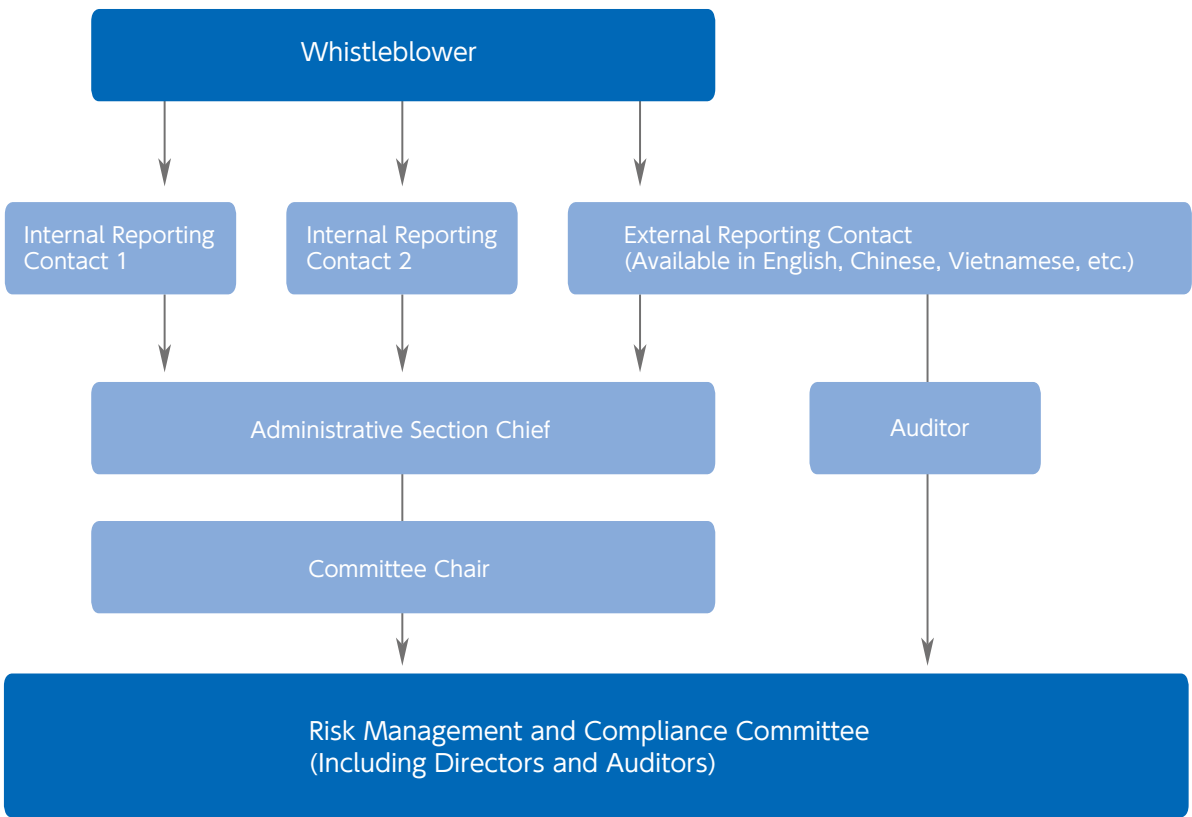 Whistleblower
Internal Reporting
Contact 1
Internal Reporting
Contact 2
External Reporting Contact
(Available in English, Chinese, Vietnamese, etc.)
Administrative Section Chief
Auditor
Committee Chair
Risk Management and Compliance Committee
(Including Directors and Auditors)